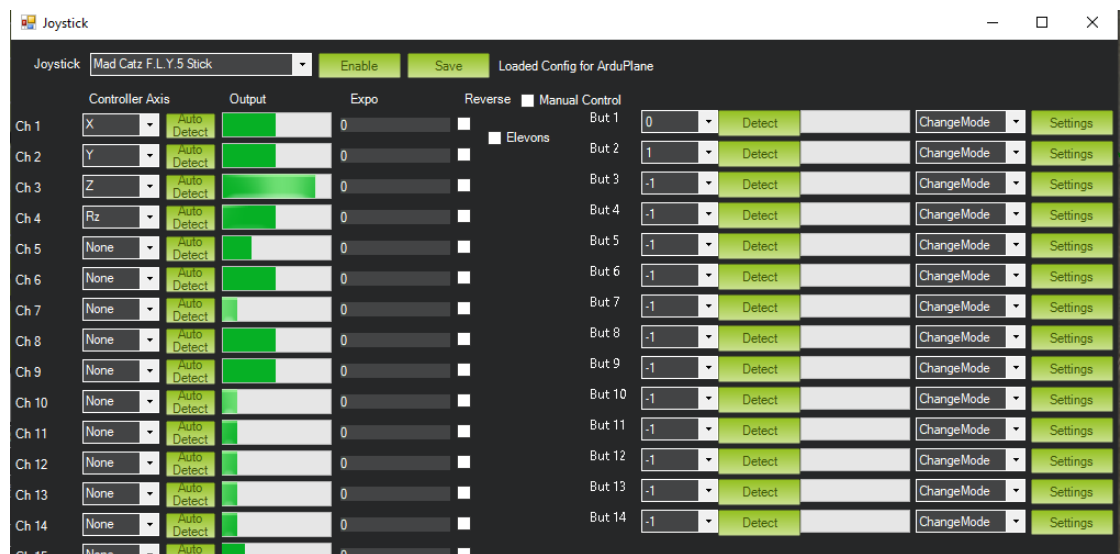 Joystick
Joystick Mad Catz F.L.Y.5 Stick Enable Save Loaded Config for ArduPlane
Controller Axis Output Expo Reverse Manual Control
Elevons
Ch 1 X Auto Detect 0 But 1 0 Detect ChangeMode Settings
Ch 2 Y Auto Detect 0 But 2 1 Detect ChangeMode Settings
Ch 3 Z Auto Detect 0 But 3 -1 Detect ChangeMode Settings
Ch 4 Rz Auto Detect 0 But 4 -1 Detect ChangeMode Settings
Ch 5 None Auto Detect 0 But 5 -1 Detect ChangeMode Settings
Ch 6 None Auto Detect 0 But 6 -1 Detect ChangeMode Settings
Ch 7 None Auto Detect 0 But 7 -1 Detect ChangeMode Settings
Ch 8 None Auto Detect 0 But 8 -1 Detect ChangeMode Settings
Ch 9 None Auto Detect 0 But 9 -1 Detect ChangeMode Settings
Ch 10 None Auto Detect 0 But 10 -1 Detect ChangeMode Settings
Ch 11 None Auto Detect 0 But 11 -1 Detect ChangeMode Settings
Ch 12 None Auto Detect 0 But 12 -1 Detect ChangeMode Settings
Ch 13 None Auto Detect 0 But 13 -1 Detect ChangeMode Settings
Ch 14 None Auto Detect 0 But 14 -1 Detect ChangeMode Settings
Auto